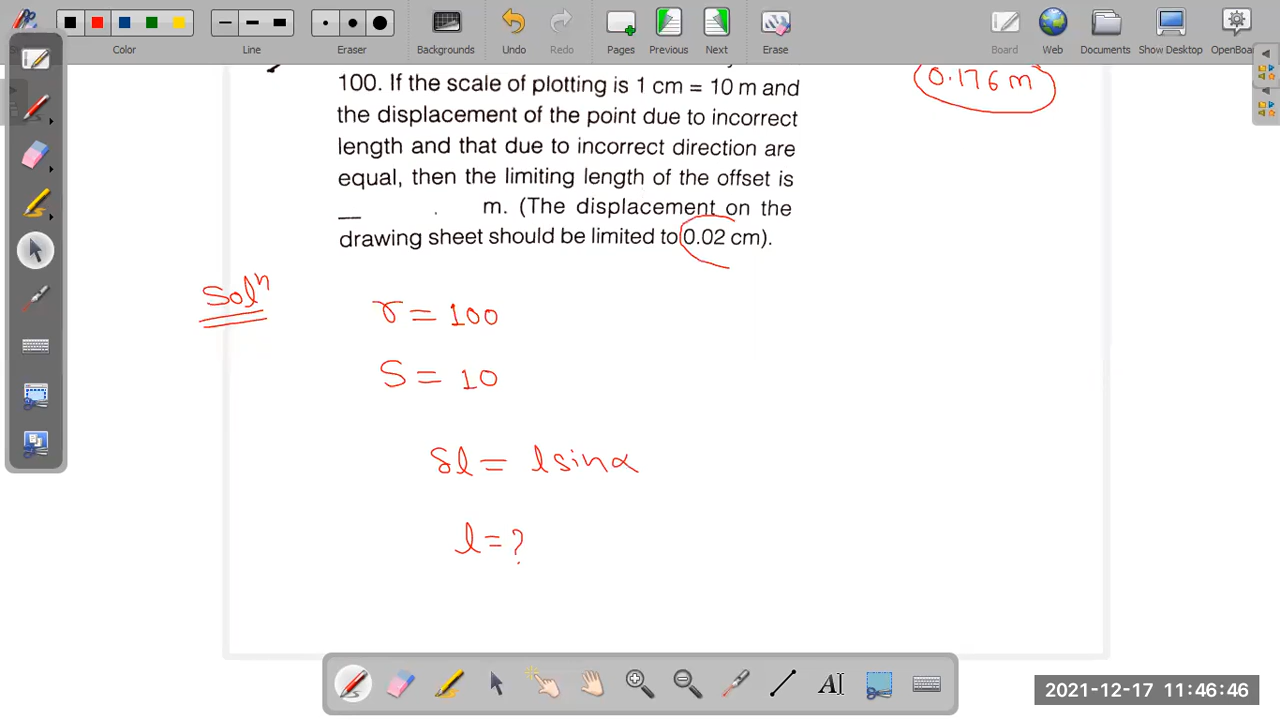 Color
Line
Eraser
Backgrounds
Undo
Redo
Pages
Previous
Next
Erase
Board
Web
Documents
Show Desktop
OpenBoa
100. If the scale of plotting is 1 cm = 10 m and
the displacement of the point due to incorrect
length and that due to incorrect direction are
equal, then the limiting length of the offset is
__ m. (The displacement on the
drawing sheet should be limited to 0.02 cm).
0.176 m
Solⁿ
r = 100
S = 10
δl = l sinα
l = ?
2021-12-17 11:46:46